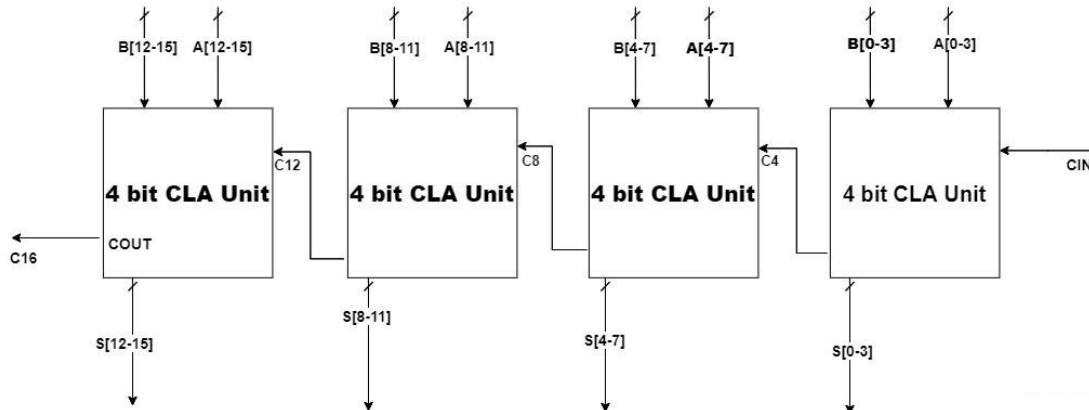 B[12-15] A[12-15] B[8-11] A[8-11] B[4-7] A[4-7] B[0-3] A[0-3]
C12 C8 C4 CIN
4 bit CLA Unit 4 bit CLA Unit 4 bit CLA Unit 4 bit CLA Unit
COUT
C16
S[12-15] S[8-11] S[4-7] S[0-3]